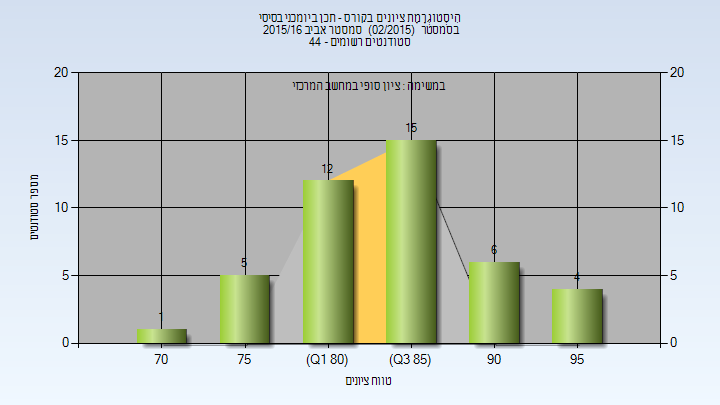 היסטוגרמת ציונים בקורס - תכן ביומכני בסיסי
בסמסטר (02/2015) סמסטר אביב 2015/16
סטודנטים רשומים - 44
במשימה : ציון סופי במחשב המרכזי
מספר סטודנטים
20
15
10
5
0
20
15
10
5
0
1
5
12
15
6
4
70
75
(Q1 80)
(Q3 85)
90
95
טווח ציונים